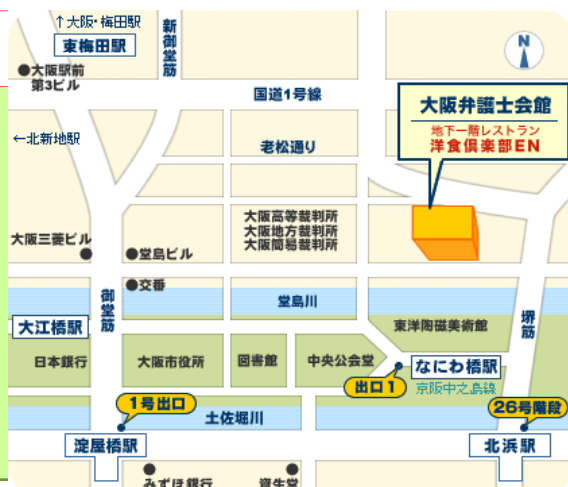 ↑大阪・梅田駅
東梅田駅
新御堂筋
N
●大阪駅前
第3ビル
国道1号線
大阪弁護士会館
地下一階レストラン
洋食倶楽部EN
←北新地駅
老松通り
大阪高等裁判所
大阪地方裁判所
大阪簡易裁判所
大阪三菱ビル
●堂島ビル
●交番
御堂筋
堂島川
堺筋
大江橋駅
東洋陶磁美術館
日本銀行
大阪市役所
図書館
中央公会堂
なにわ橋駅
出口1
京阪中之島線
1号出口
土佐堀川
26号階段
淀屋橋駅
北浜駅
みずほ銀行
資生堂